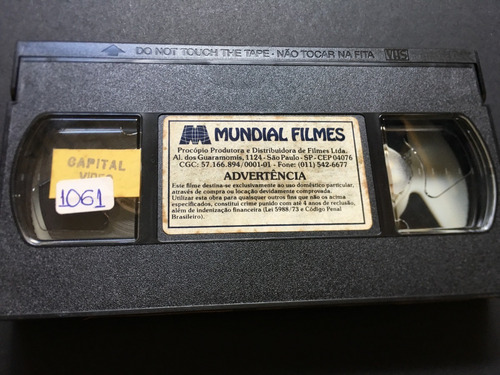 DO NOT TOUCH THE TAPE - NÃO TOCAR NA FITA VHS
MUNDIAL FILMES
Procópio Produtora e Distribuidora de Filmes Ltda.
Al. dos Guaramomis, 1124 - São Paulo - SP - CEP 04076
CGC: 57.166.894/0001-01 - Fone: (011) 542-6677
ADVERTÊNCIA
Este filme destina-se exclusivamente ao uso doméstico particular,
através de compra ou locação devidamente comprovada.
Utilizar esta obra para quaisquer outros fins que não os acima
especificados, constitui crime punido com até 4 anos de reclusão,
além de indenização financeira (Lei 5988/73 e Código Penal
Brasileiro).
CAPITAL
VIDEO
1061